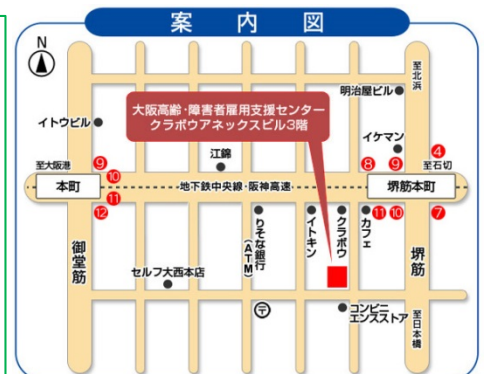 案内図
N
至北浜
明治屋ビル
大阪高齢・障害者雇用支援センター
クラボウアネックスビル3階
イトウビル
イケマン
江錦
④
至大阪港
⑨
⑧
⑨
至石切
本町
⑩
地下鉄中央線・阪神高速
堺筋本町
⑪
⑫
⑪
⑩
⑦
御堂筋
りそな銀行
(ATM)
イトキン
クラボウ
カフェ
堺筋
セルフ大西本店
〒
コンビニ
エンスストア
至日本橋